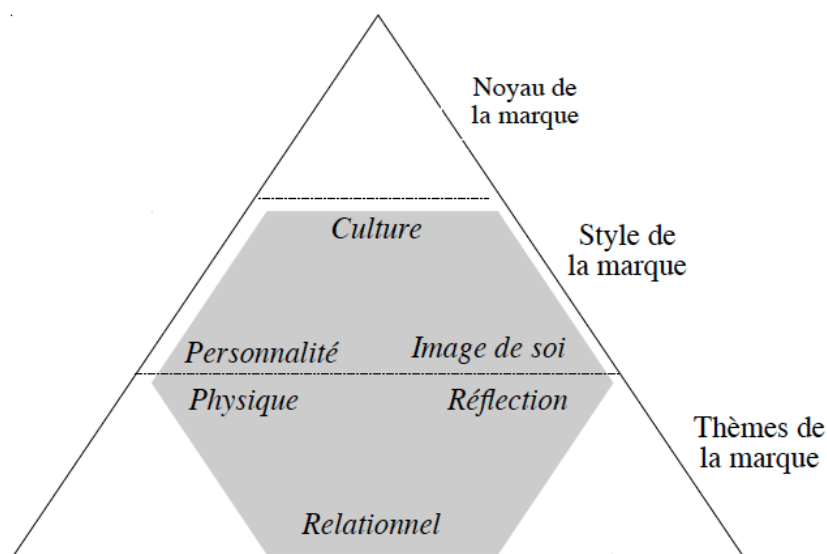 Noyau de
la marque
Culture
Style de
la marque
Personnalité
Image de soi
Physique
Réflection
Thèmes de
la marque
Relationnel